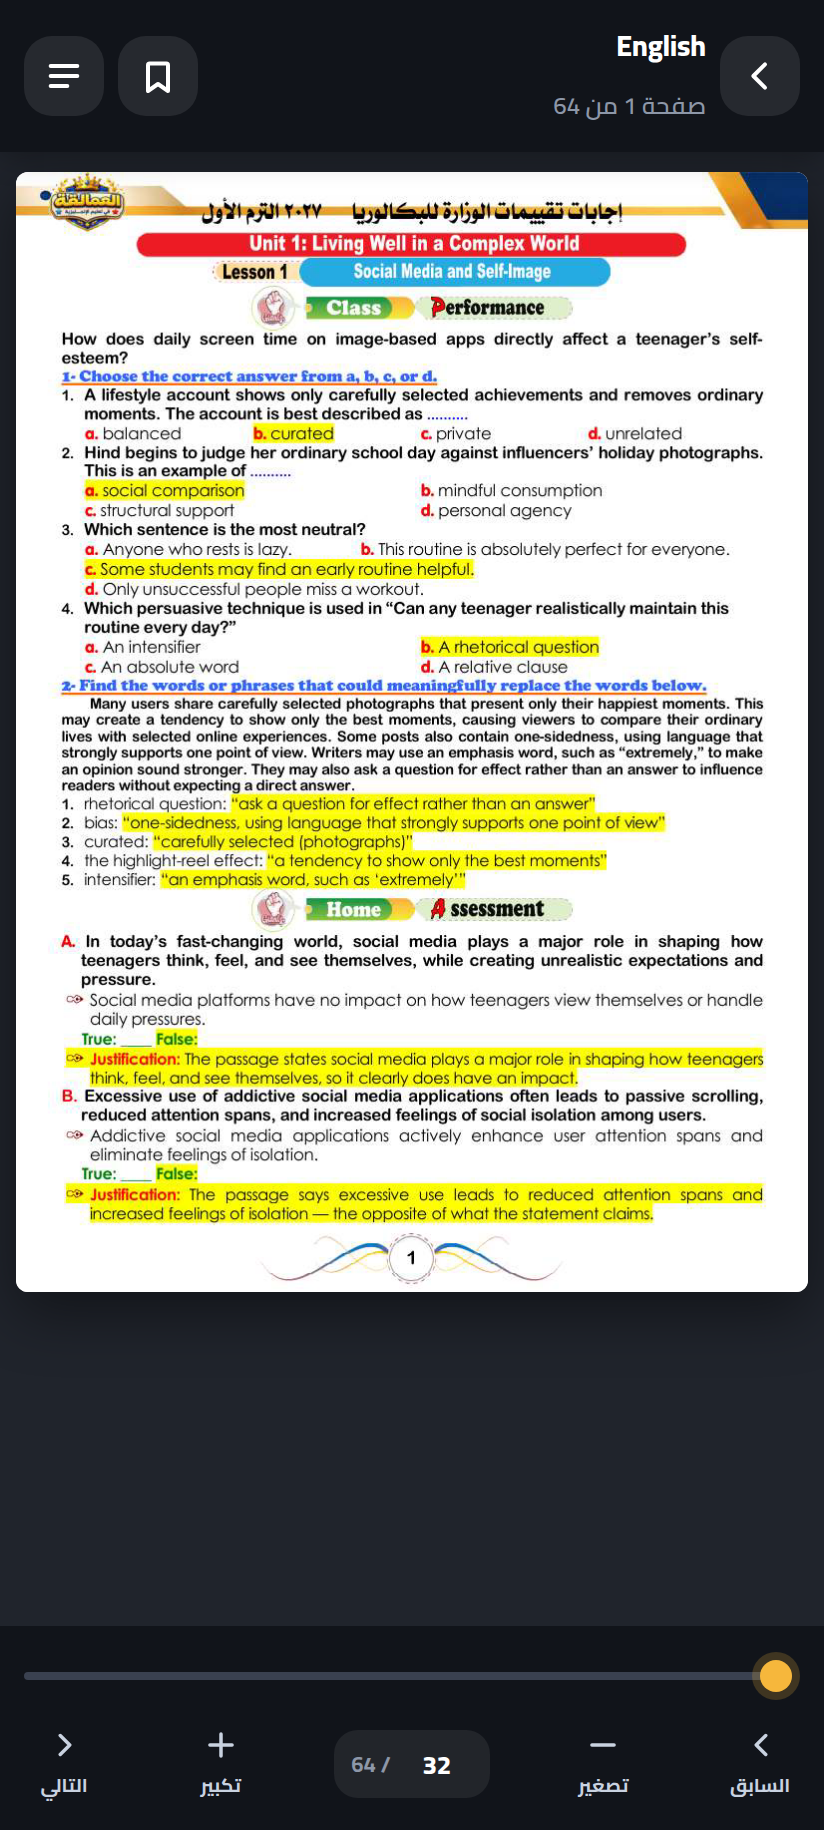 English
صفحة 1 من 64
العمالقة
إجابات تقييمات الوزارة للبكالوريا ٢٠٢٧ الترم الأول
Unit 1: Living Well in a Complex World
Lesson 1 Social Media and Self-Image
Class Performance
How does daily screen time on image-based apps directly affect a teenager's self-
esteem?
1- Choose the correct answer from a, b, c, or d.
1. A lifestyle account shows only carefully selected achievements and removes ordinary
moments. The account is best described as ..........
a. balanced b. curated c. private d. unrelated
2. Hind begins to judge her ordinary school day against influencers' holiday photographs.
This is an example of ..........
a. social comparison b. mindful consumption
c. structural support d. personal agency
3. Which sentence is the most neutral?
a. Anyone who rests is lazy. b. This routine is absolutely perfect for everyone.
c. Some students may find an early routine helpful.
d. Only unsuccessful people miss a workout.
4. Which persuasive technique is used in “Can any teenager realistically maintain this
routine every day?”
a. An intensifier b. A rhetorical question
c. An absolute word d. A relative clause
2- Find the words or phrases that could meaningfully replace the words below.
Many users share carefully selected photographs that present only their happiest moments. This
may create a tendency to show only the best moments, causing viewers to compare their ordinary
lives with selected online experiences. Some posts also contain one-sidedness, using language that
strongly supports one point of view. Writers may use an emphasis word, such as “extremely,” to make
an opinion sound stronger. They may also ask a question for effect rather than an answer to influence
readers without expecting a direct answer.
1. rhetorical question: “ask a question for effect rather than an answer”
2. bias: “one-sidedness, using language that strongly supports one point of view”
3. curated: “carefully selected (photographs)”
4. the highlight-reel effect: “a tendency to show only the best moments”
5. intensifier: “an emphasis word, such as ‘extremely’”
Home Assessment
A. In today's fast-changing world, social media plays a major role in shaping how
teenagers think, feel, and see themselves, while creating unrealistic expectations and
pressure.
Social media platforms have no impact on how teenagers view themselves or handle
daily pressures.
True: ____ False:
Justification: The passage states social media plays a major role in shaping how teenagers
think, feel, and see themselves, so it clearly does have an impact.
B. Excessive use of addictive social media applications often leads to passive scrolling,
reduced attention spans, and increased feelings of social isolation among users.
Addictive social media applications actively enhance user attention spans and
eliminate feelings of isolation.
True: ____ False:
Justification: The passage says excessive use leads to reduced attention spans and
increased feelings of isolation — the opposite of what the statement claims.
1
السابق
تصغير
32 / 64
تكبير
التالي